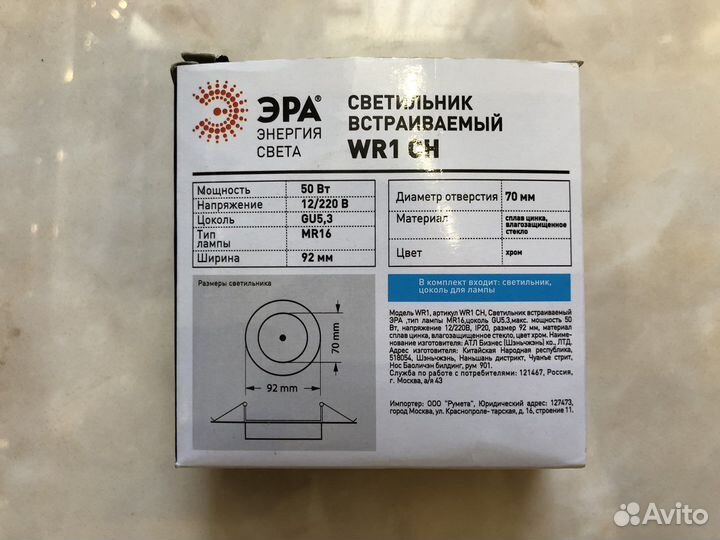 ЭРА®
ЭНЕРГИЯ
СВЕТА
СВЕТИЛЬНИК
ВСТРАИВАЕМЫЙ
WR1 CH
Мощность 50 Вт
Напряжение 12/220 В
Цоколь GU5,3
Тип лампы MR16
Ширина 92 мм
Диаметр отверстия 70 мм
Материал сплав цинка, влагозащищенное стекло
Цвет хром
Размеры светильника
70 mm
92 mm
В комплект входит: светильник,
цоколь для лампы
Модель WR1, артикул WR1 CH, Светильник встраиваемый
ЭРА ,тип лампы MR16,цоколь GU5.3,макс. мощность 50
Вт, напряжение 12/220В, IP20, размер 92 мм, материал
сплав цинка, влагозащищенное стекло, цвет хром. Наиме-
нование изготовителя: АТЛ Бизнес (Шэньчжэнь) ко., ЛТД.
Адрес изготовителя: Китайская Народная республика,
518054, Шэньчжэнь, Наньшань дистрикт, Чуанье стрит,
Нос Баоличэн билдинг, рум 901.
Служба по работе с потребителями: 121467, Россия,
г. Москва, а/я 43
Импортер: ООО "Румета", Юридический адрес: 127473,
город Москва, ул. Краснопроле- тарская, д. 16, строение 11.
Avito